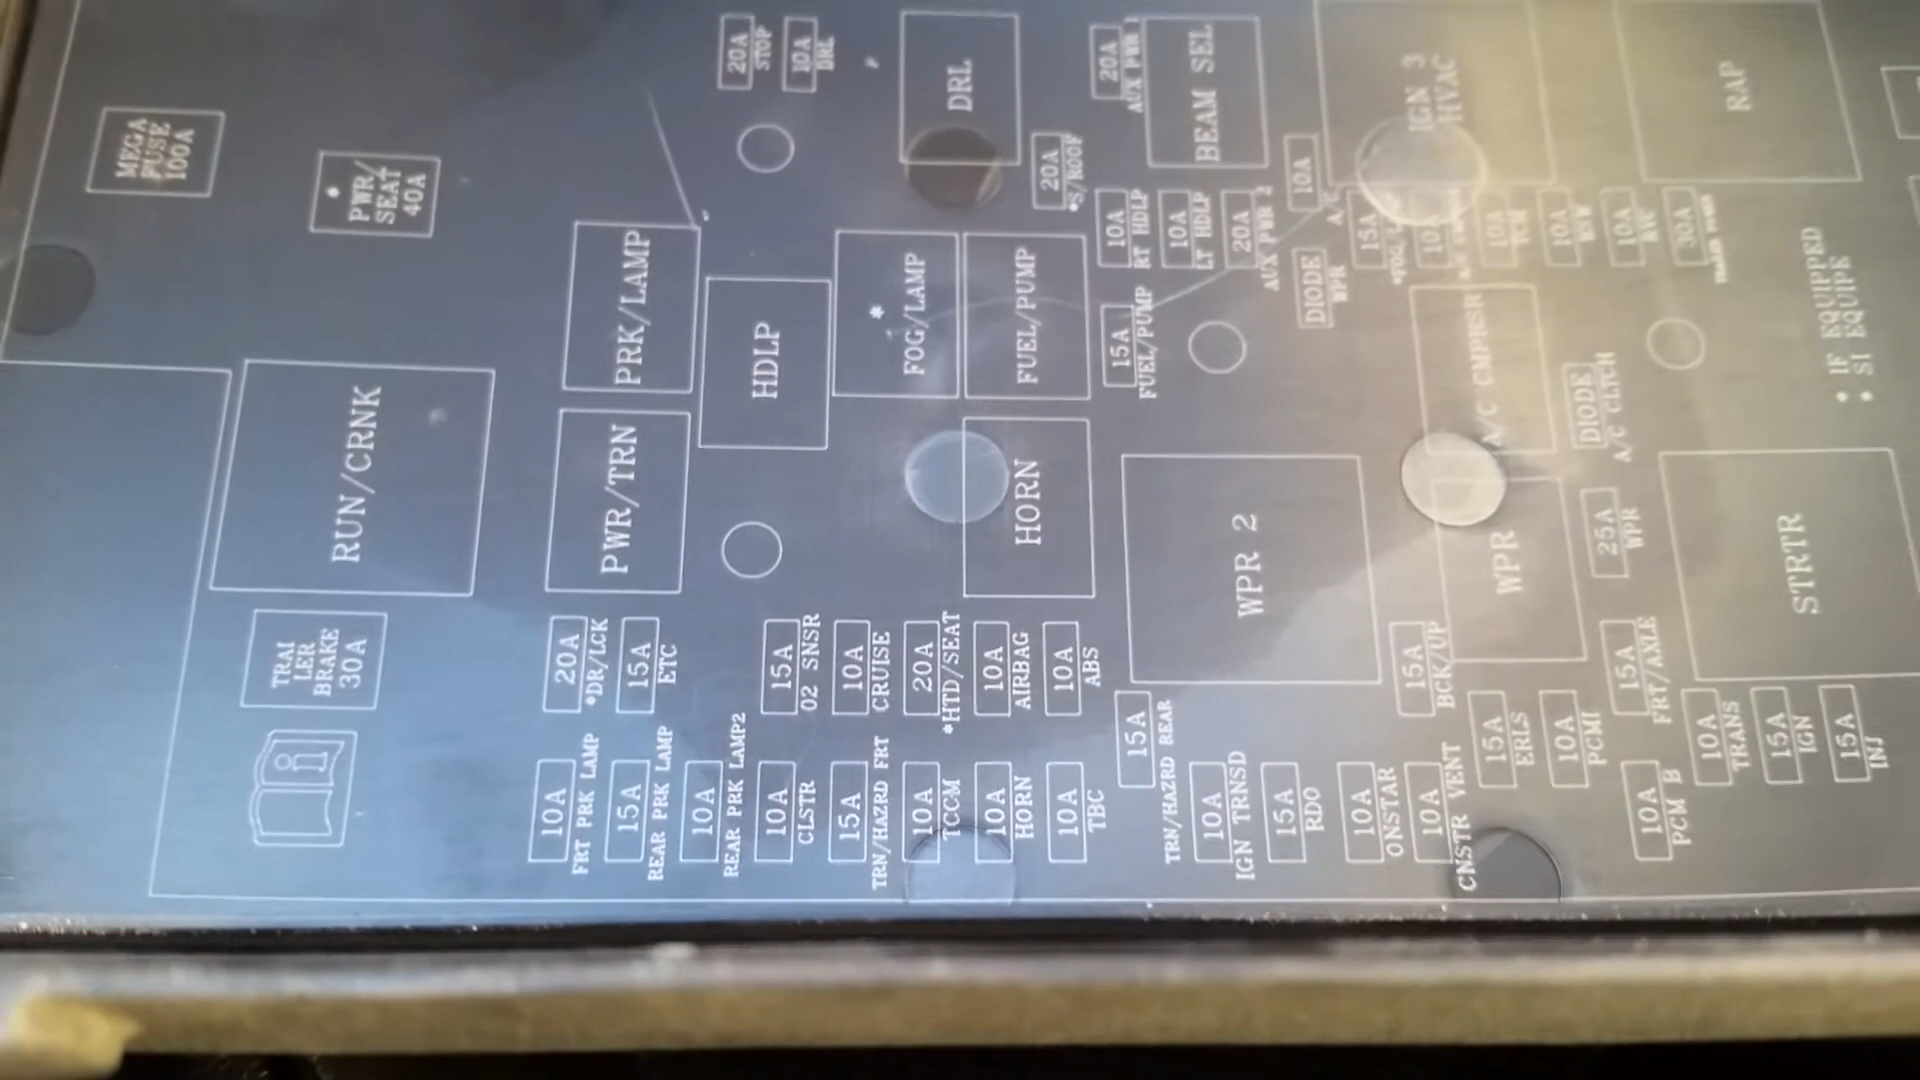 MEGA
FUSE
100A
*
PWR/
SEAT
40A
RUN/CRNK
TRAI
LER
BRAKE
30A
PRK/LAMP
PWR/TRN
HDLP
20A
STOP
10A
DRL
DRL
*
FOG/LAMP
FUEL/PUMP
HORN
20A
*S/ROOF
20A
AUX PWR 1
BEAM SEL
10A
RT HDLP
10A
LT HDLP
20A
AUX PWR 2
10A
A/C
15A
FUEL/PUMP
DIODE
WPR
15A
IGN 3
HVAC
RAP
10A
10A
10A
30A
A/C CMPRSR
DIODE
A/C CLTCH
* IF EQUIPPED
* SI EQUIPE
WPR 2
WPR
25A
WPR
STRTR
20A
*DR/LCK
15A
ETC
15A
O2 SNSR
10A
CRUISE
20A
*HTD/SEAT
10A
AIRBAG
10A
ABS
10A
FRT PRK LAMP
15A
REAR PRK LAMP
10A
REAR PRK LAMP2
10A
CLSTR
15A
TRN/HAZRD FRT
10A
TCCM
10A
HORN
10A
TBC
15A
TRN/HAZRD REAR
10A
IGN TRNSD
15A
RDO
10A
ONSTAR
10A
CNSTR VENT
15A
BCK/UP
15A
ERLS
10A
PCMI
15A
FRT/AXLE
10A
PCM B
10A
TRANS
15A
IGN
15A
INJ